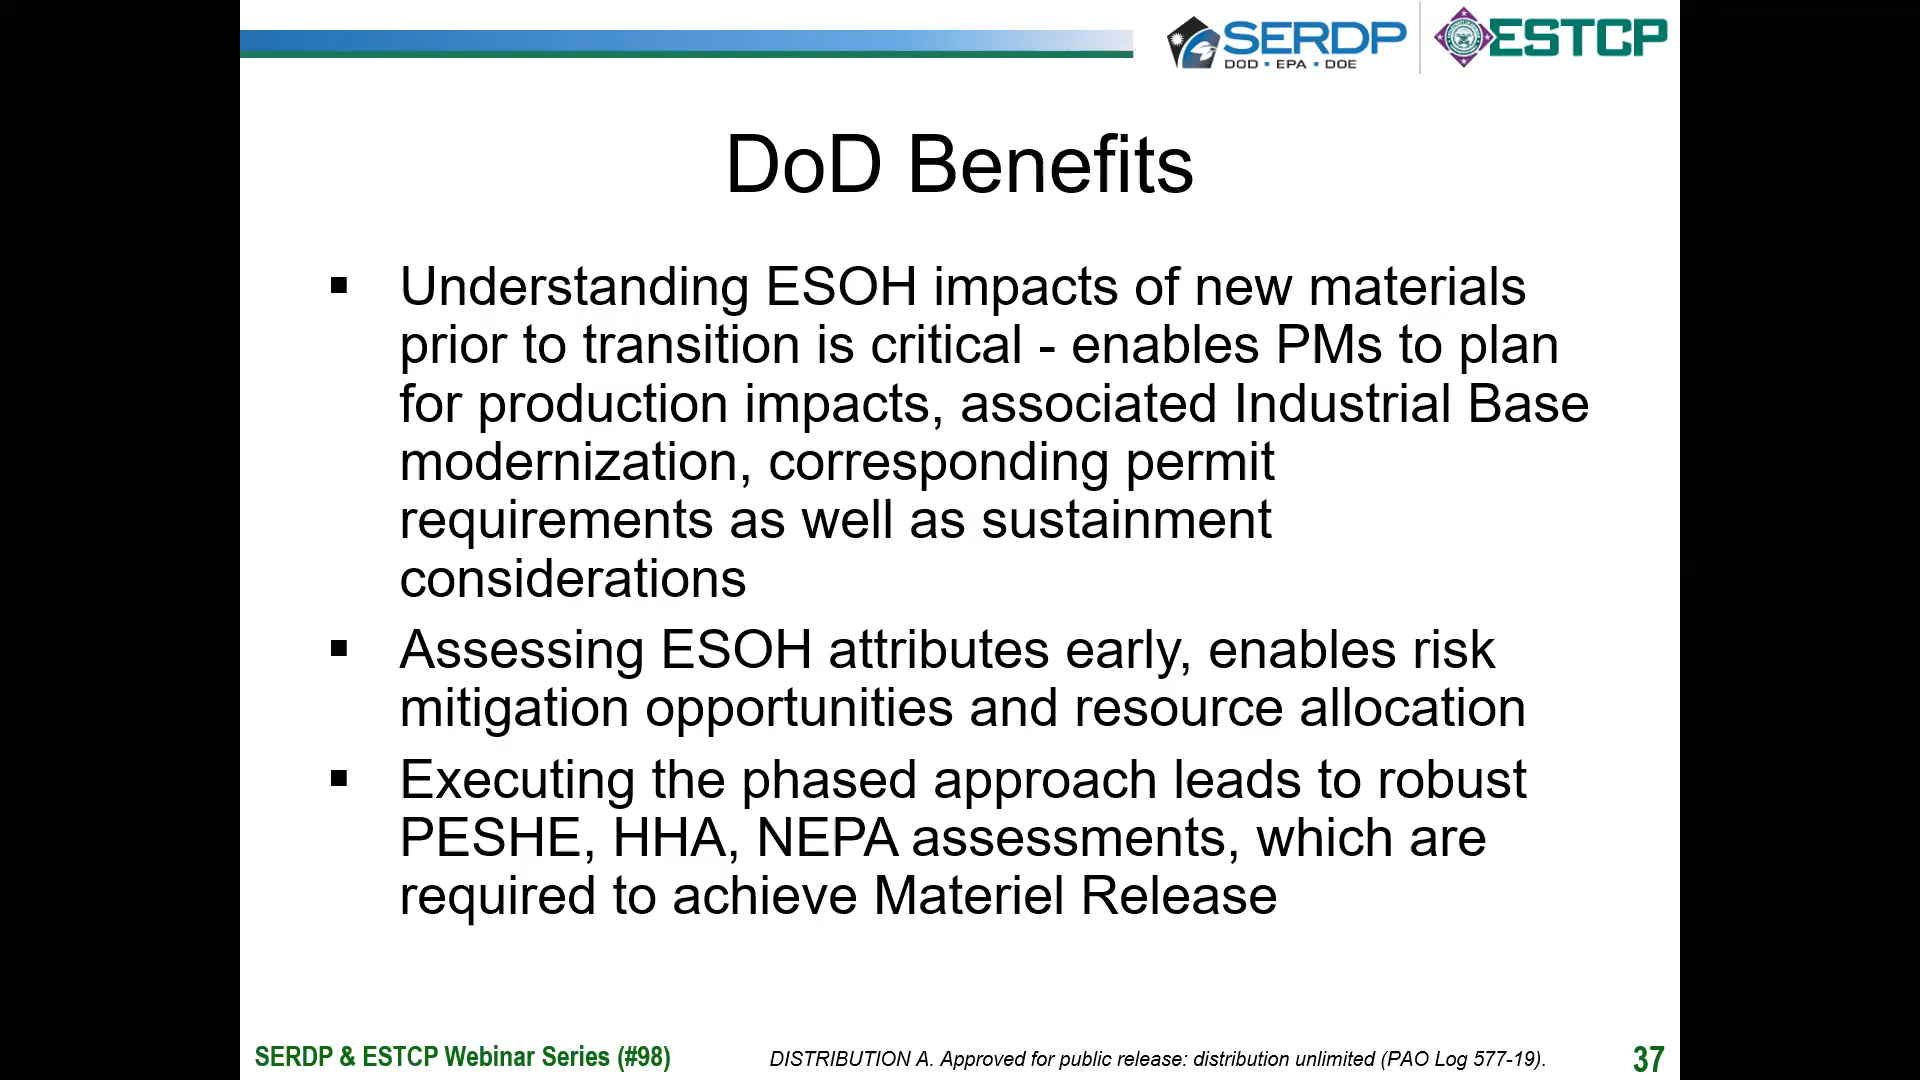 SERDP
DOD ▪ EPA ▪ DOE
ESTCP
DoD Benefits
▪ Understanding ESOH impacts of new materials
prior to transition is critical - enables PMs to plan
for production impacts, associated Industrial Base
modernization, corresponding permit
requirements as well as sustainment
considerations
▪ Assessing ESOH attributes early, enables risk
mitigation opportunities and resource allocation
▪ Executing the phased approach leads to robust
PESHE, HHA, NEPA assessments, which are
required to achieve Materiel Release
SERDP & ESTCP Webinar Series (#98)
DISTRIBUTION A. Approved for public release: distribution unlimited (PAO Log 577-19).
37